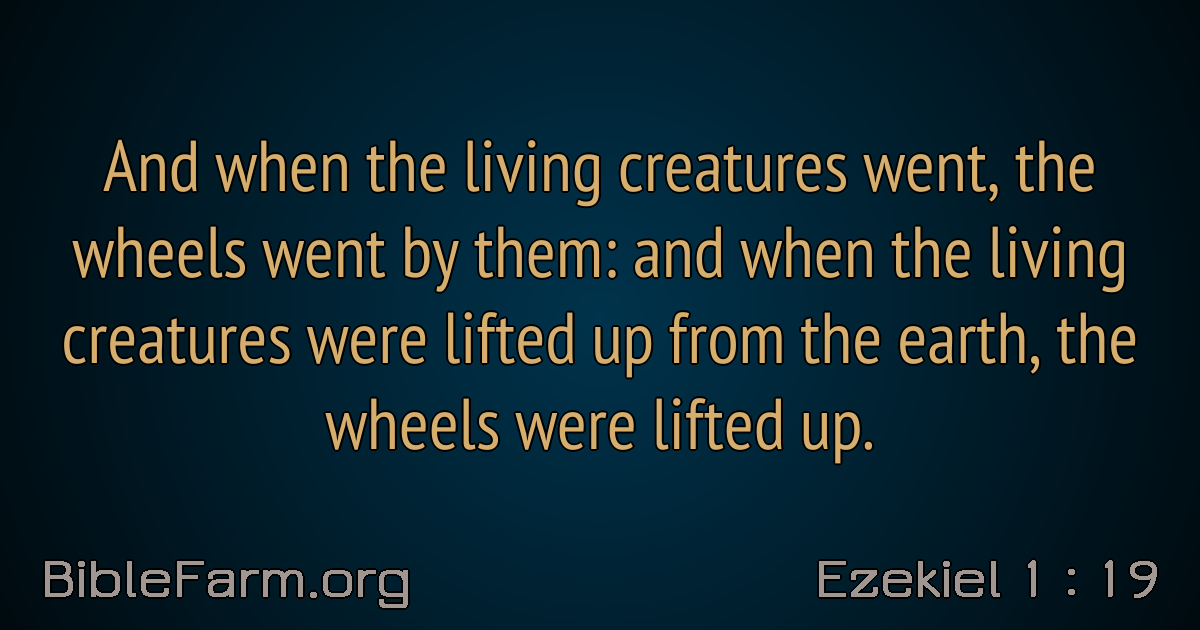 And when the living creatures went, the
wheels went by them: and when the living
creatures were lifted up from the earth, the
wheels were lifted up.
BibleFarm.org
Ezekiel 1 : 19